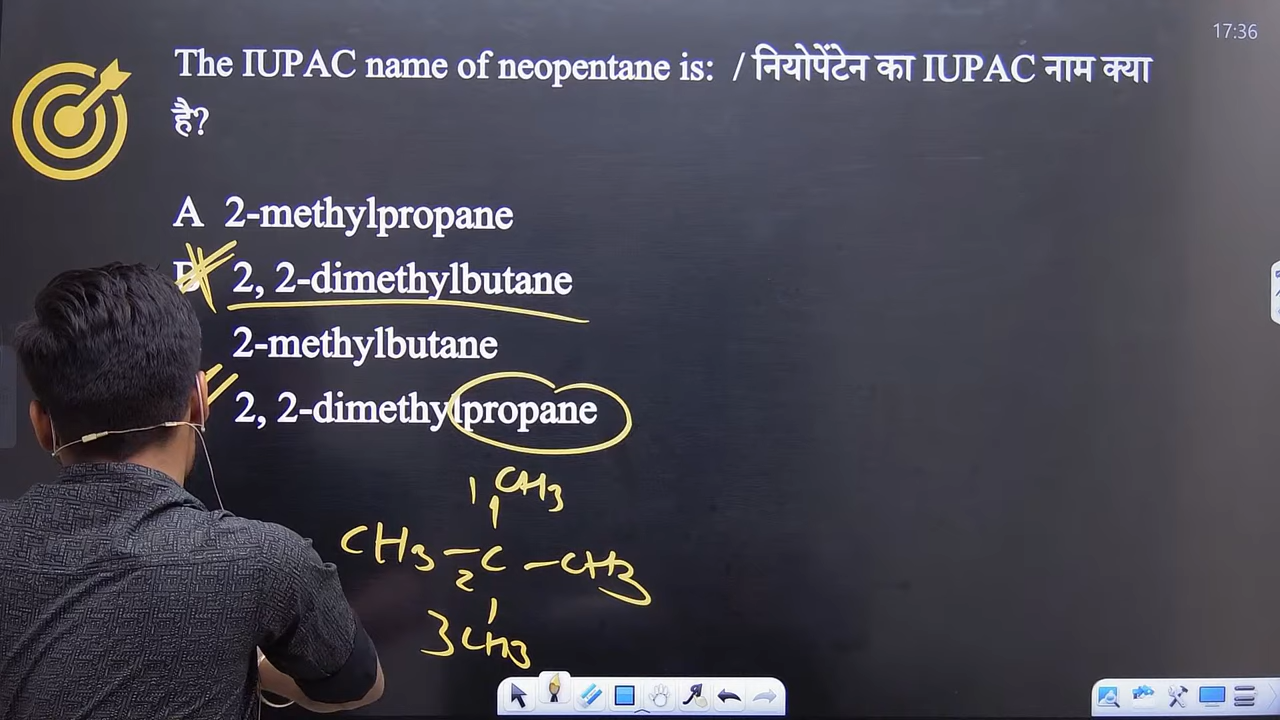 17:36
The IUPAC name of neopentane is: / नियोपेंटेन का IUPAC नाम क्या
है?
A 2-methylpropane
B 2, 2-dimethylbutane
2-methylbutane
2, 2-dimethylpropane
1 CH3
CH3 – C – CH3
2
3 CH3